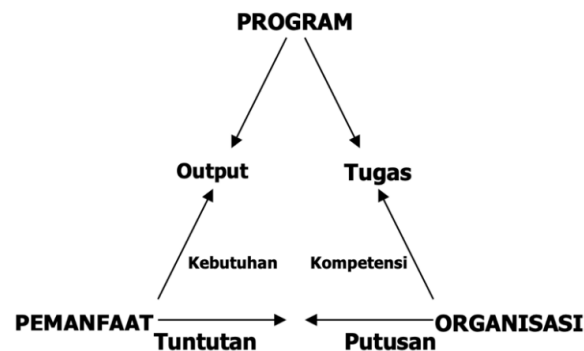 PROGRAM
Output Tugas
Kebutuhan Kompetensi
PEMANFAAT ORGANISASI
Tuntutan Putusan